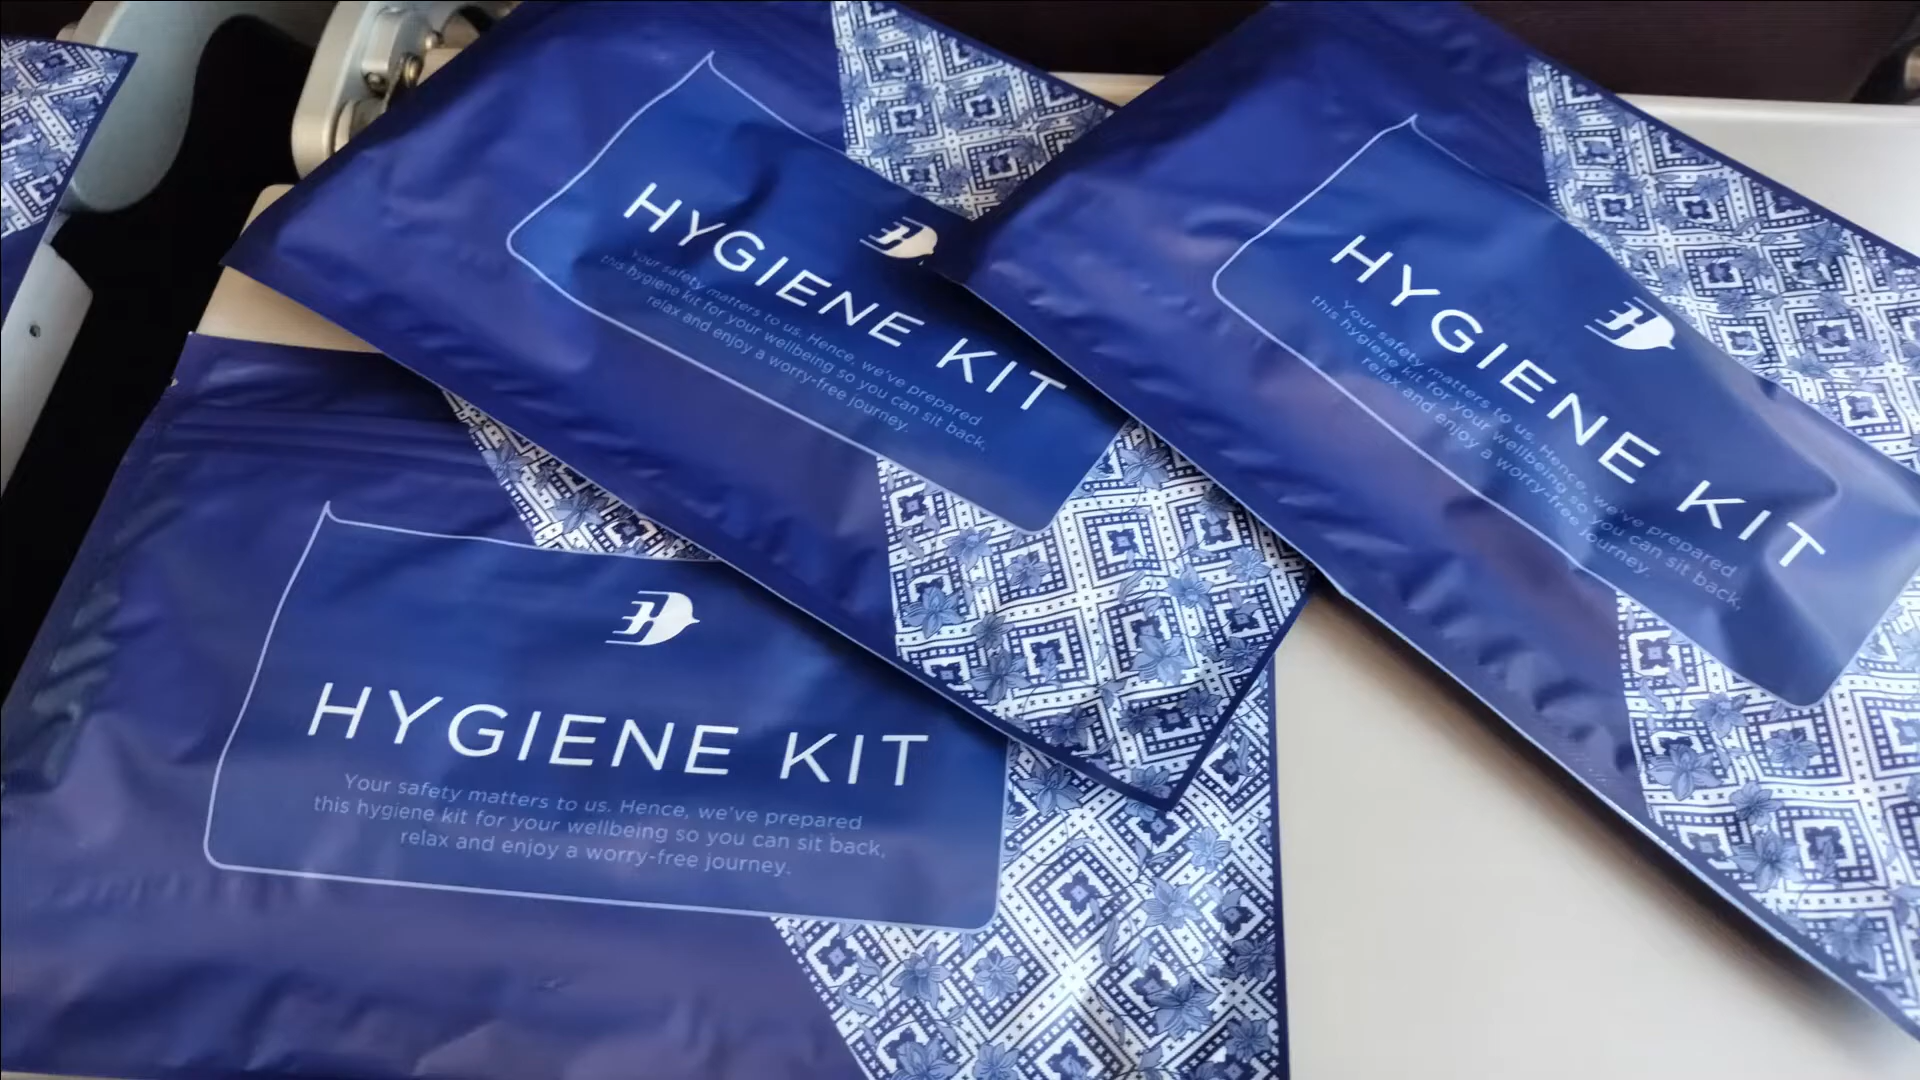 HYGIENE KIT
Your safety matters to us. Hence, we've prepared
this hygiene kit for your wellbeing so you can sit back,
relax and enjoy a worry-free journey.
HYGIENE KIT
Your safety matters to us. Hence, we've prepared
this hygiene kit for your wellbeing so you can sit back,
relax and enjoy a worry-free journey.
HYGIENE KIT
Your safety matters to us. Hence, we've prepared
this hygiene kit for your wellbeing so you can sit back,
relax and enjoy a worry-free journey.